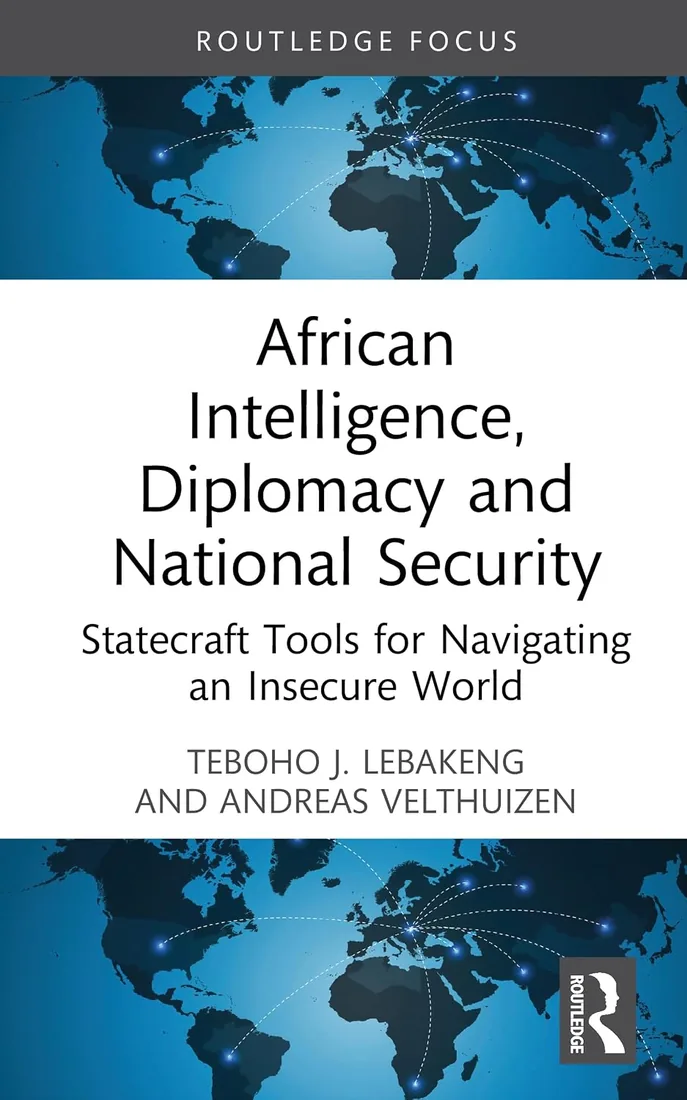 ROUTLEDGE FOCUS
African
Intelligence,
Diplomacy and
National Security
Statecraft Tools for Navigating
an Insecure World
TEBOHO J. LEBAKENG
AND ANDREAS VELTHUIZEN
ROUTLEDGE